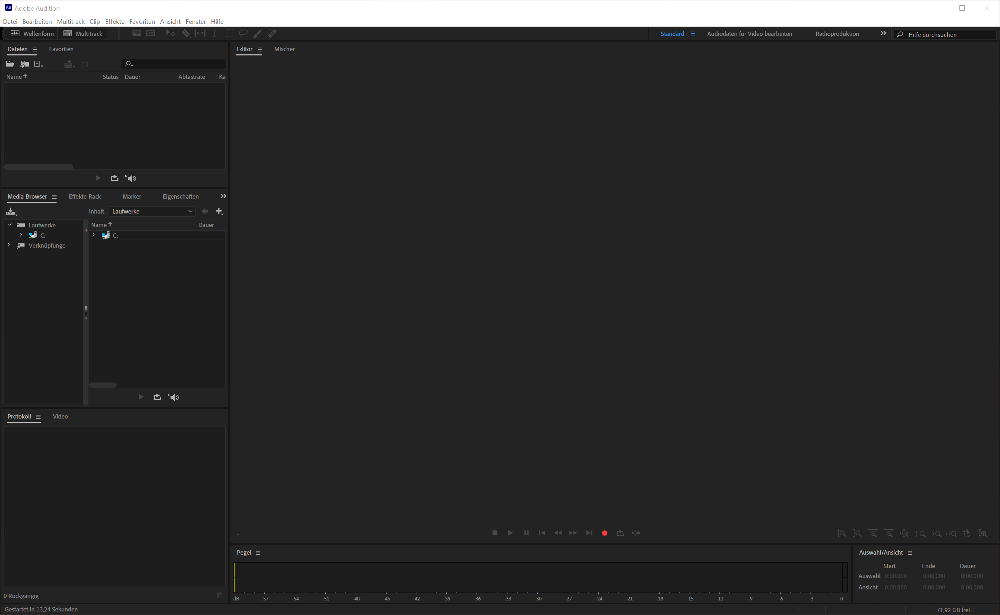 Au Adobe Audition
Datei Bearbeiten Multitrack Clip Effekte Favoriten Ansicht Fenster Hilfe
Wellenform Multitrack Standard Audiodaten für Video bearbeiten Radioproduktion Hilfe durchsuchen
Dateien Favoriten
Name Status Dauer Abtastrate Ka
Media-Browser Effekte-Rack Marker Eigenschaften
Inhalt: Laufwerke
Laufwerke
C:
Verknüpfunge
Name Dauer
C:
Protokoll Video
0 Rückgängig
Editor Mischer
Pegel
dB -57 -54 -51 -48 -45 -42 -39 -36 -33 -30 -27 -24 -21 -18 -15 -12 -9 -6 -3 0
Auswahl/Ansicht
Start Ende Dauer
Auswahl 0:00.000 0:00.000 0:00.000
Ansicht 0:00.000 0:00.000 0:00.000
Gestartet in 13,24 Sekunden
71,92 GB frei